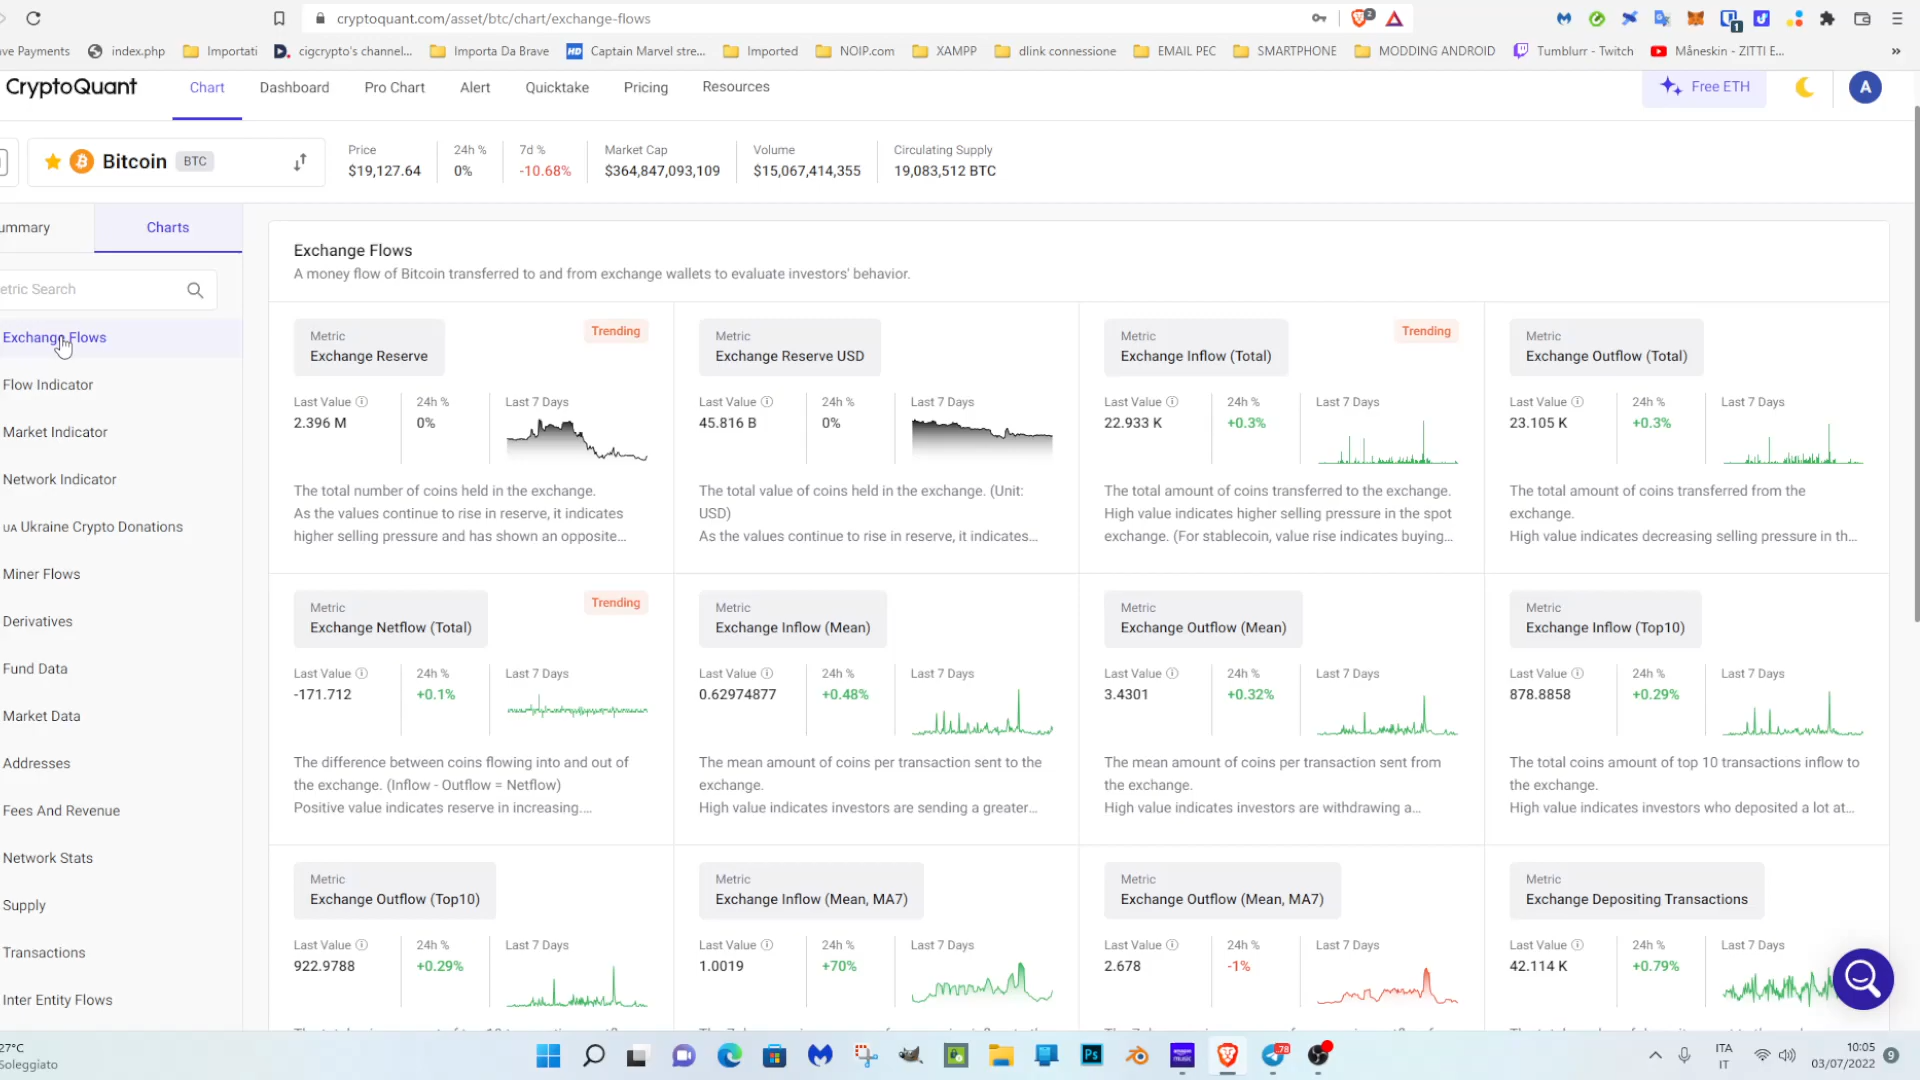 cryptoquant.com/asset/btc/chart/exchange-flows
2
1
ve Payments
index.php
Importati
cigcrypto's channel...
Importa Da Brave
HD
Captain Marvel stre...
Imported
NOIP.com
XAMPP
dlink connessione
EMAIL PEC
SMARTPHONE
MODDING ANDROID
Tumblurr - Twitch
Måneskin - ZITTI E...
»
CryptoQuant
Chart
Dashboard
Pro Chart
Alert
Quicktake
Pricing
Resources
Free ETH
A
Bitcoin
BTC
Price
$19,127.64
24h %
0%
7d %
-10.68%
Market Cap
$364,847,093,109
Volume
$15,067,414,355
Circulating Supply
19,083,512 BTC
ummary
Charts
etric Search
Exchange Flows
Flow Indicator
Market Indicator
Network Indicator
UA Ukraine Crypto Donations
Miner Flows
Derivatives
Fund Data
Market Data
Addresses
Fees And Revenue
Network Stats
Supply
Transactions
Inter Entity Flows
Exchange Flows
A money flow of Bitcoin transferred to and from exchange wallets to evaluate investors' behavior.
Metric
Exchange Reserve
Trending
Last Value
2.396 M
24h %
0%
Last 7 Days
The total number of coins held in the exchange.
As the values continue to rise in reserve, it indicates
higher selling pressure and has shown an opposite...
Metric
Exchange Reserve USD
Last Value
45.816 B
24h %
0%
Last 7 Days
The total value of coins held in the exchange. (Unit:
USD)
As the values continue to rise in reserve, it indicates...
Metric
Exchange Inflow (Total)
Trending
Last Value
22.933 K
24h %
+0.3%
Last 7 Days
The total amount of coins transferred to the exchange.
High value indicates higher selling pressure in the spot
exchange. (For stablecoin, value rise indicates buying...
Metric
Exchange Outflow (Total)
Last Value
23.105 K
24h %
+0.3%
Last 7 Days
The total amount of coins transferred from the
exchange.
High value indicates decreasing selling pressure in th...
Metric
Exchange Netflow (Total)
Trending
Last Value
-171.712
24h %
+0.1%
Last 7 Days
The difference between coins flowing into and out of
the exchange. (Inflow - Outflow = Netflow)
Positive value indicates reserve in increasing....
Metric
Exchange Inflow (Mean)
Last Value
0.62974877
24h %
+0.48%
Last 7 Days
The mean amount of coins per transaction sent to the
exchange.
High value indicates investors are sending a greater...
Metric
Exchange Outflow (Mean)
Last Value
3.4301
24h %
+0.32%
Last 7 Days
The mean amount of coins per transaction sent from
the exchange.
High value indicates investors are withdrawing a...
Metric
Exchange Inflow (Top10)
Last Value
878.8858
24h %
+0.29%
Last 7 Days
The total coins amount of top 10 transactions inflow to
the exchange.
High value indicates investors who deposited a lot at...
Metric
Exchange Outflow (Top10)
Last Value
922.9788
24h %
+0.29%
Last 7 Days
Metric
Exchange Inflow (Mean, MA7)
Last Value
1.0019
24h %
+70%
Last 7 Days
Metric
Exchange Outflow (Mean, MA7)
Last Value
2.678
24h %
-1%
Last 7 Days
Metric
Exchange Depositing Transactions
Last Value
42.114 K
24h %
+0.79%
Last 7 Days
27°C
Soleggiato
Ps
78
ITA
IT
10:05
03/07/2022
9